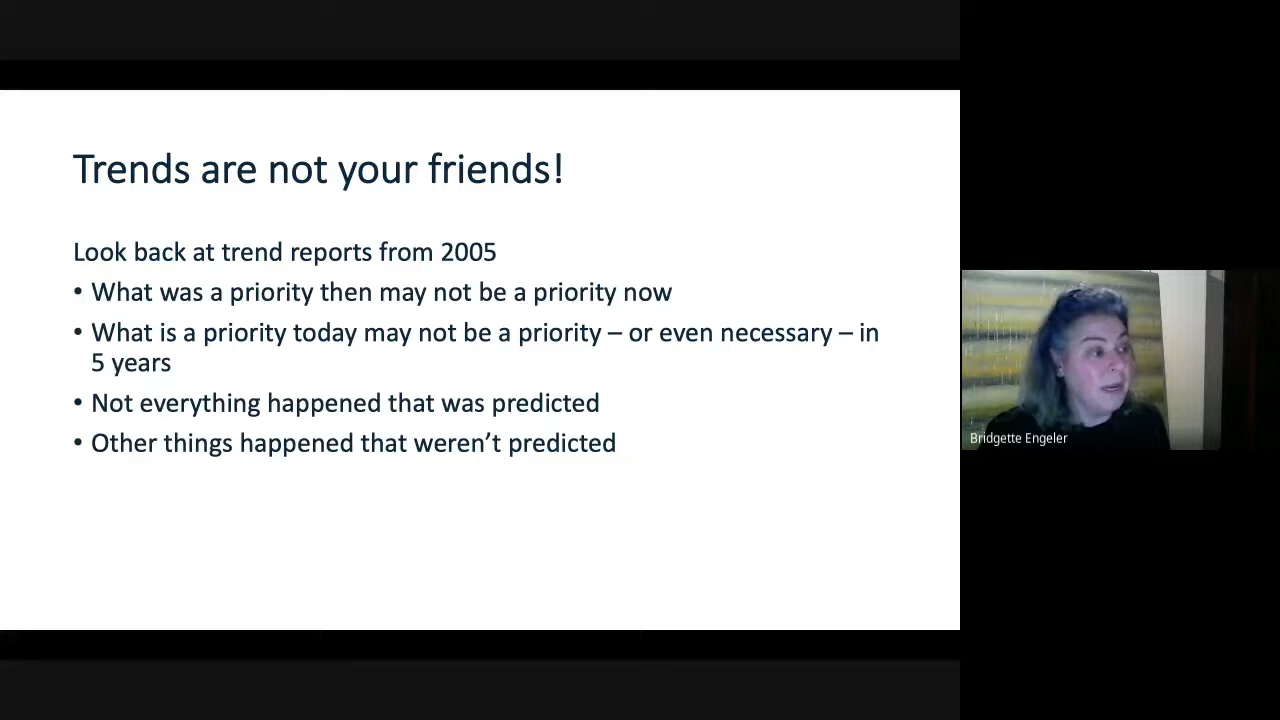 Trends are not your friends!
Look back at trend reports from 2005
• What was a priority then may not be a priority now
• What is a priority today may not be a priority – or even necessary – in
5 years
• Not everything happened that was predicted
• Other things happened that weren’t predicted
Bridgette Engeler